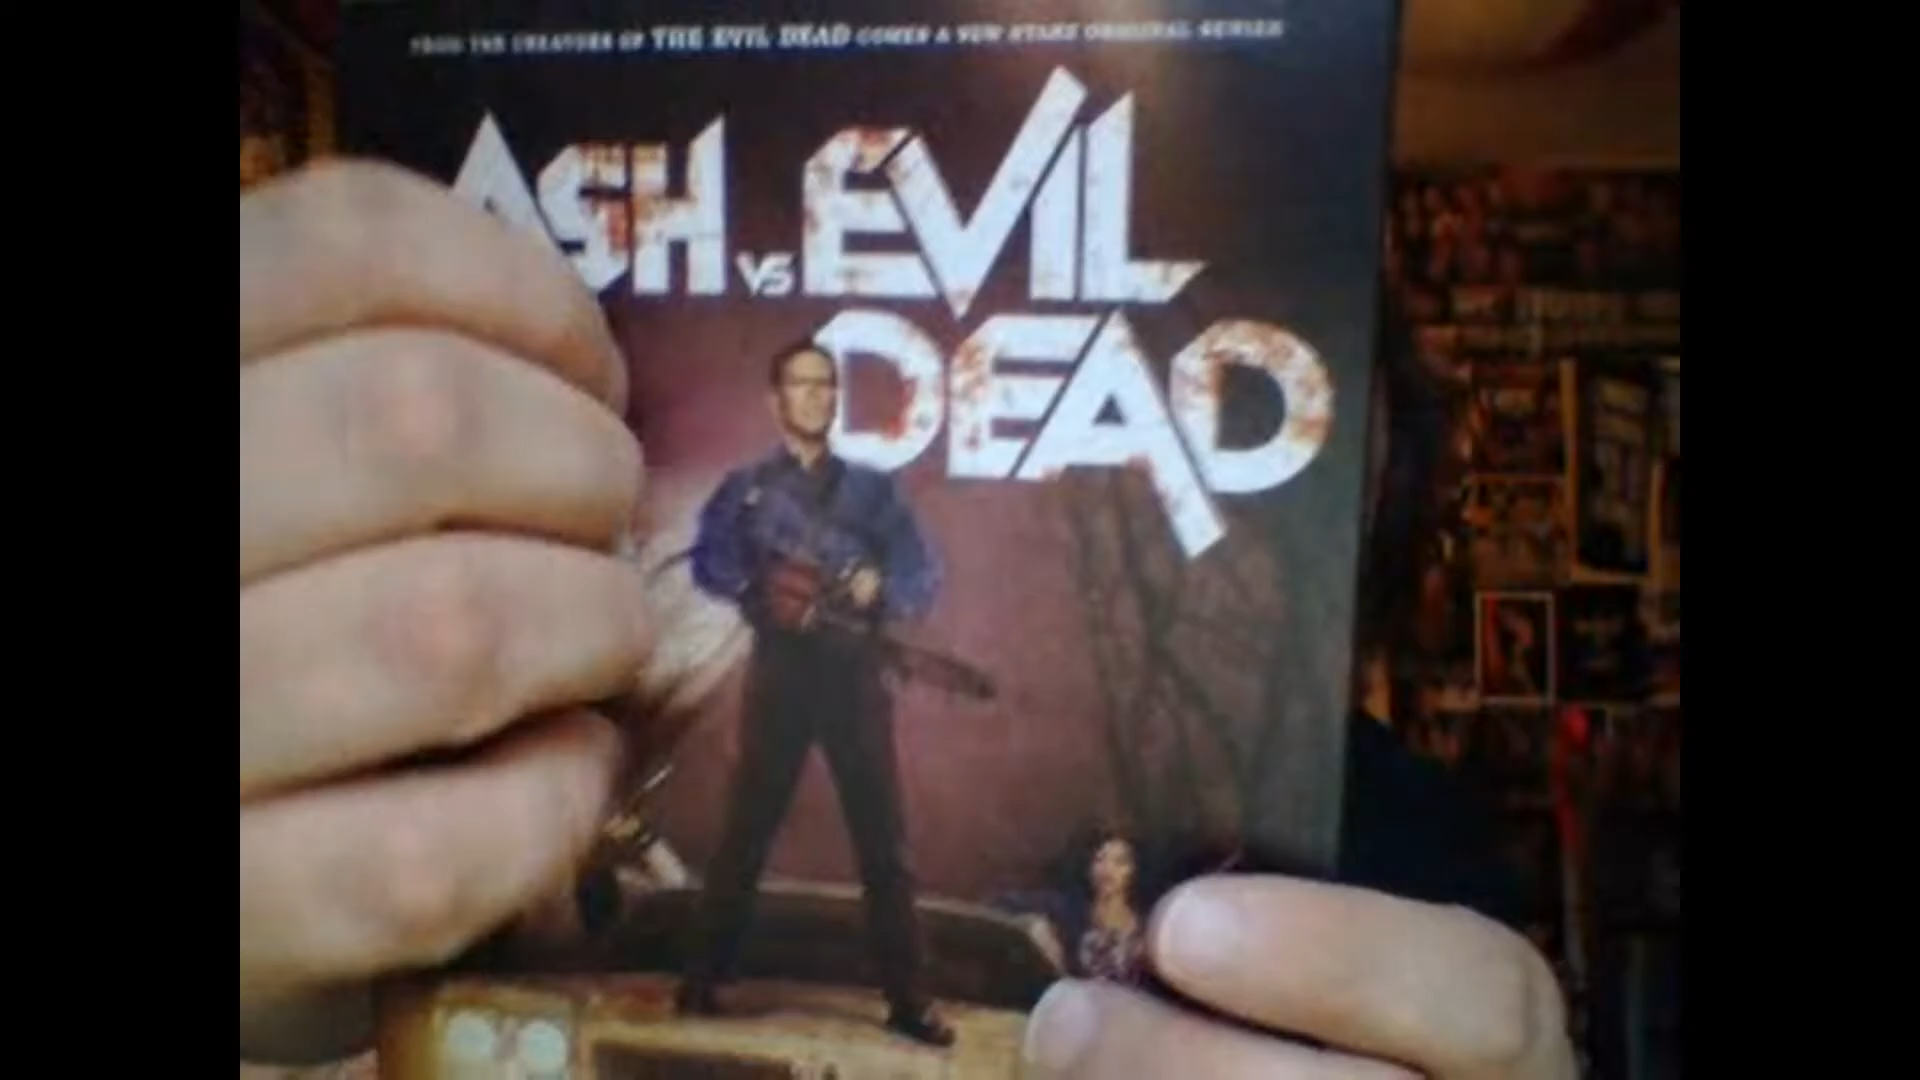 FROM THE CREATORS OF THE EVIL DEAD COMES A NEW STARZ ORIGINAL SERIES
ASH vs EVIL
DEAD